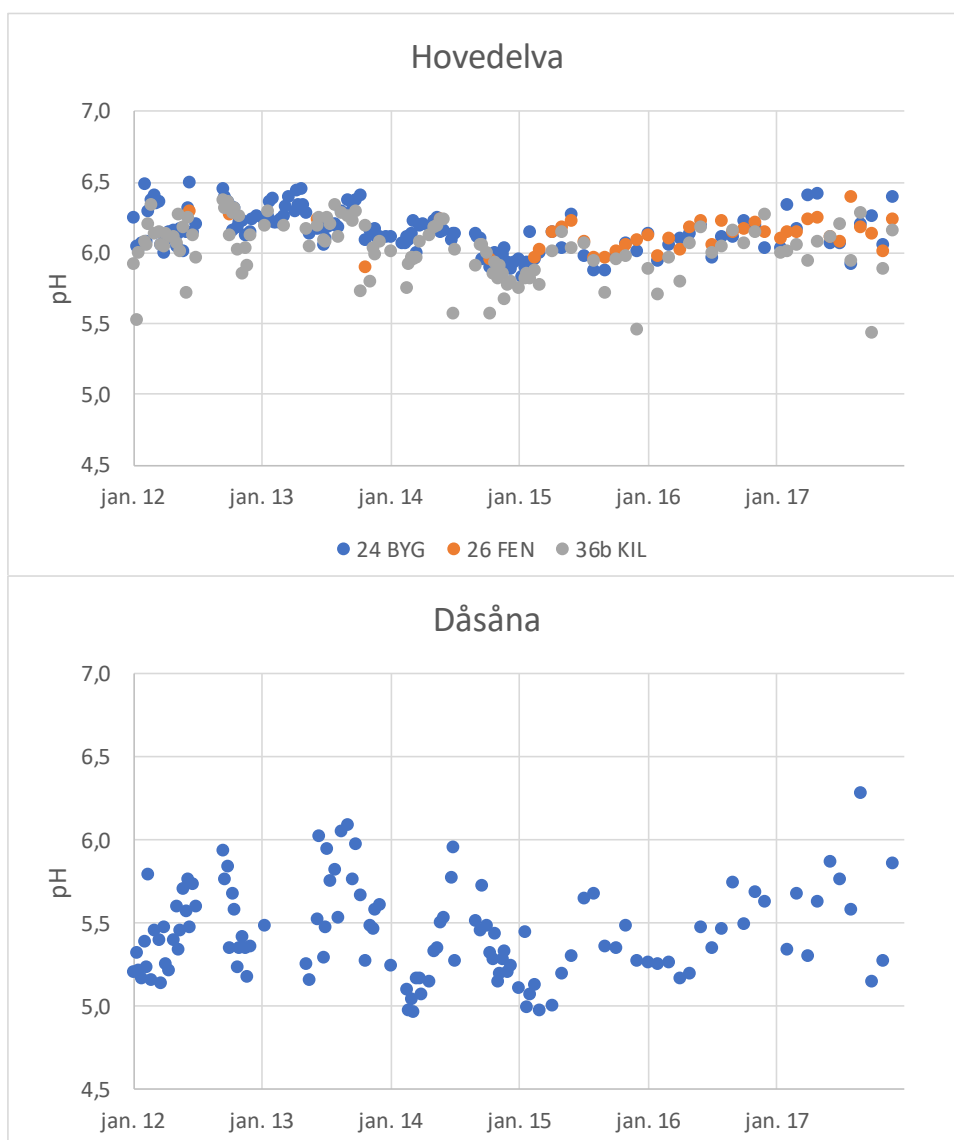 Hovedelva
7,0
6,5
6,0
5,5
5,0
4,5
pH
jan. 12 jan. 13 jan. 14 jan. 15 jan. 16 jan. 17
24 BYG 26 FEN 36b KIL
Dåsåna
7,0
6,5
6,0
5,5
5,0
4,5
pH
jan. 12 jan. 13 jan. 14 jan. 15 jan. 16 jan. 17